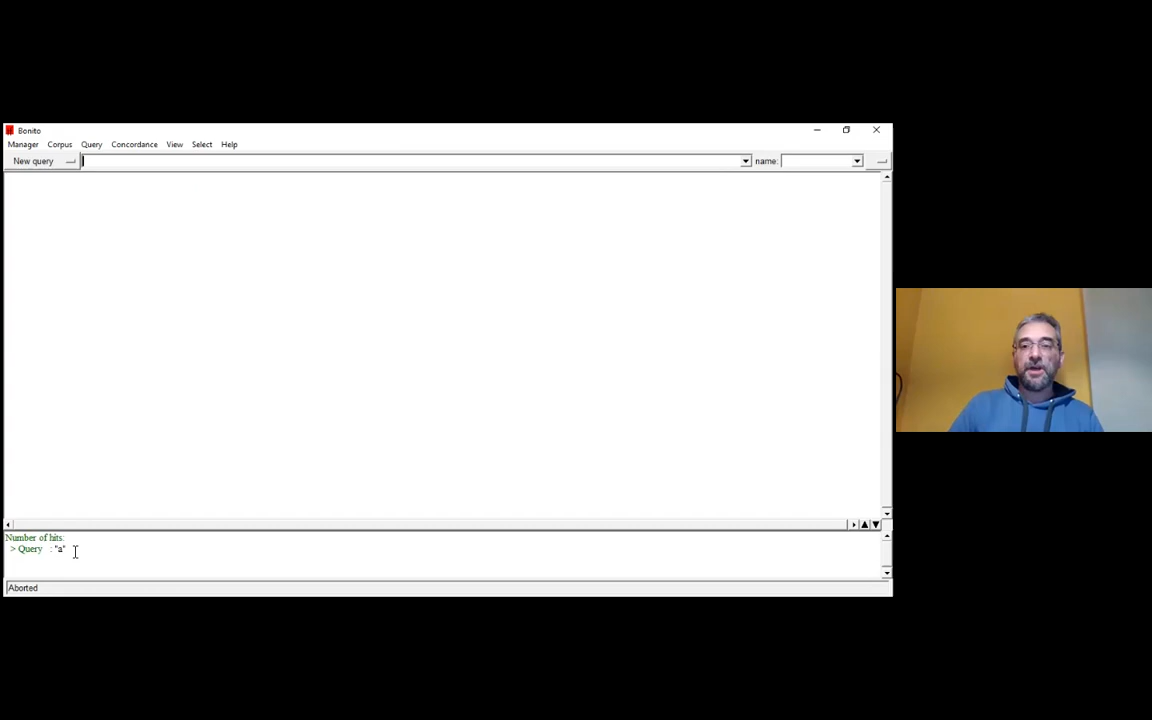 Bonito
Manager Corpus Query Concordance View Select Help
New query name:
Number of hits:
> Query : "a"
Aborted